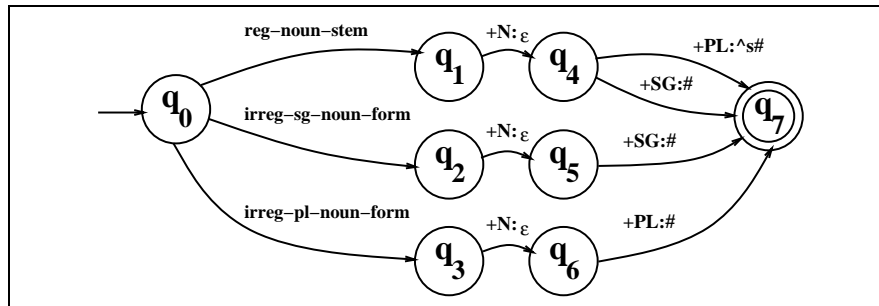 reg−noun−stem
+N:ε
+PL:^s#
q1
q4
+SG:#
q0
q7
irreg−sg−noun−form
+N:ε
+SG:#
q2
q5
irreg−pl−noun−form
+N:ε
+PL:#
q3
q6